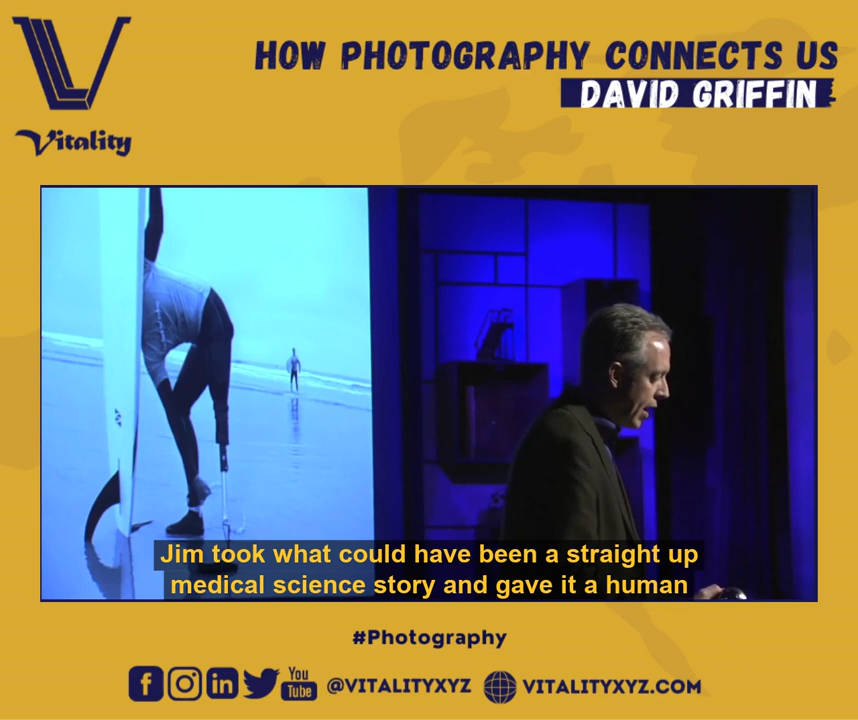 Vitality
HOW PHOTOGRAPHY CONNECTS US
DAVID GRIFFIN
Jim took what could have been a straight up
medical science story and gave it a human
#Photography
You
Tube
@VITALITYXYZ
VITALITYXYZ.COM